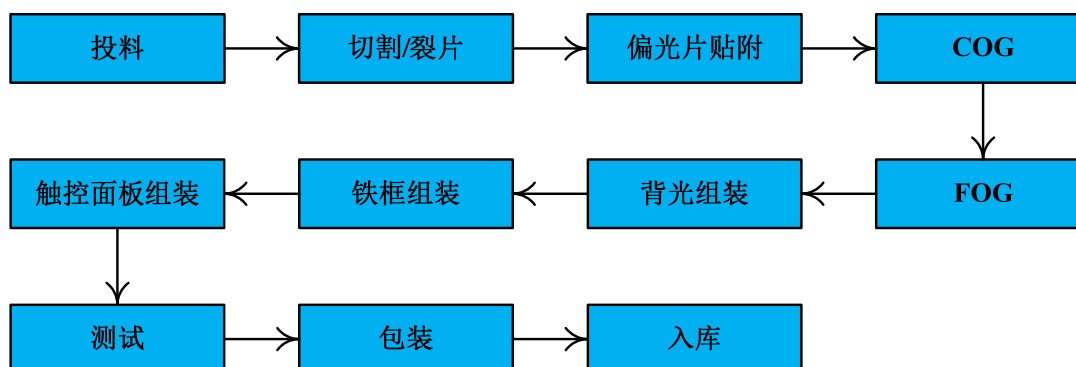 投料
切割/裂片
偏光片贴附
COG
FOG
背光组装
铁框组装
触控面板组装
测试
包装
入库